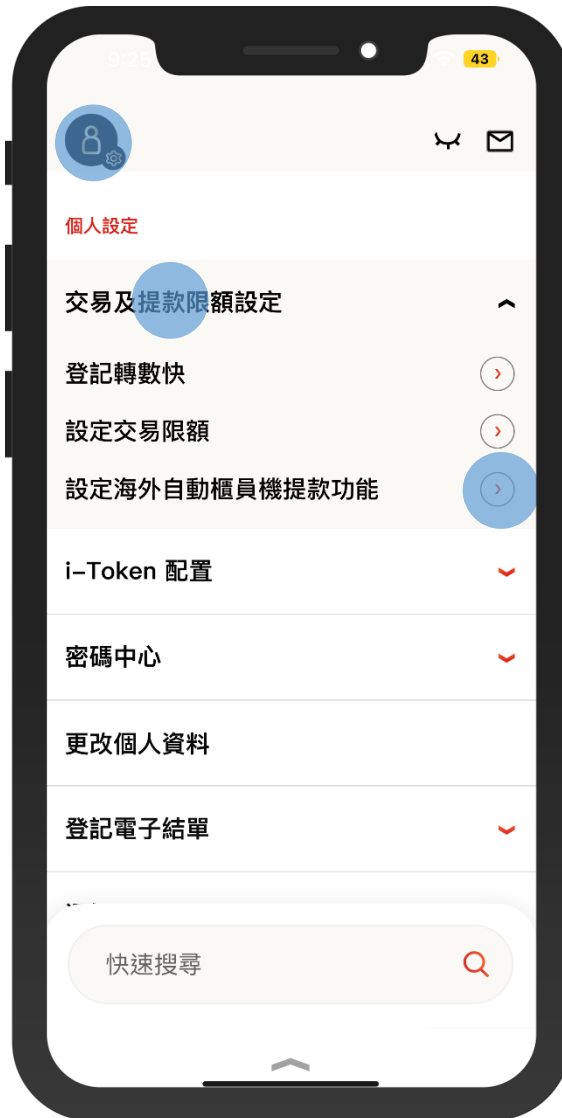 9:25
43
個人設定
交易及提款限額設定
登記轉數快
設定交易限額
設定海外自動櫃員機提款功能
i-Token 配置
密碼中心
更改個人資料
登記電子結單
快速搜尋